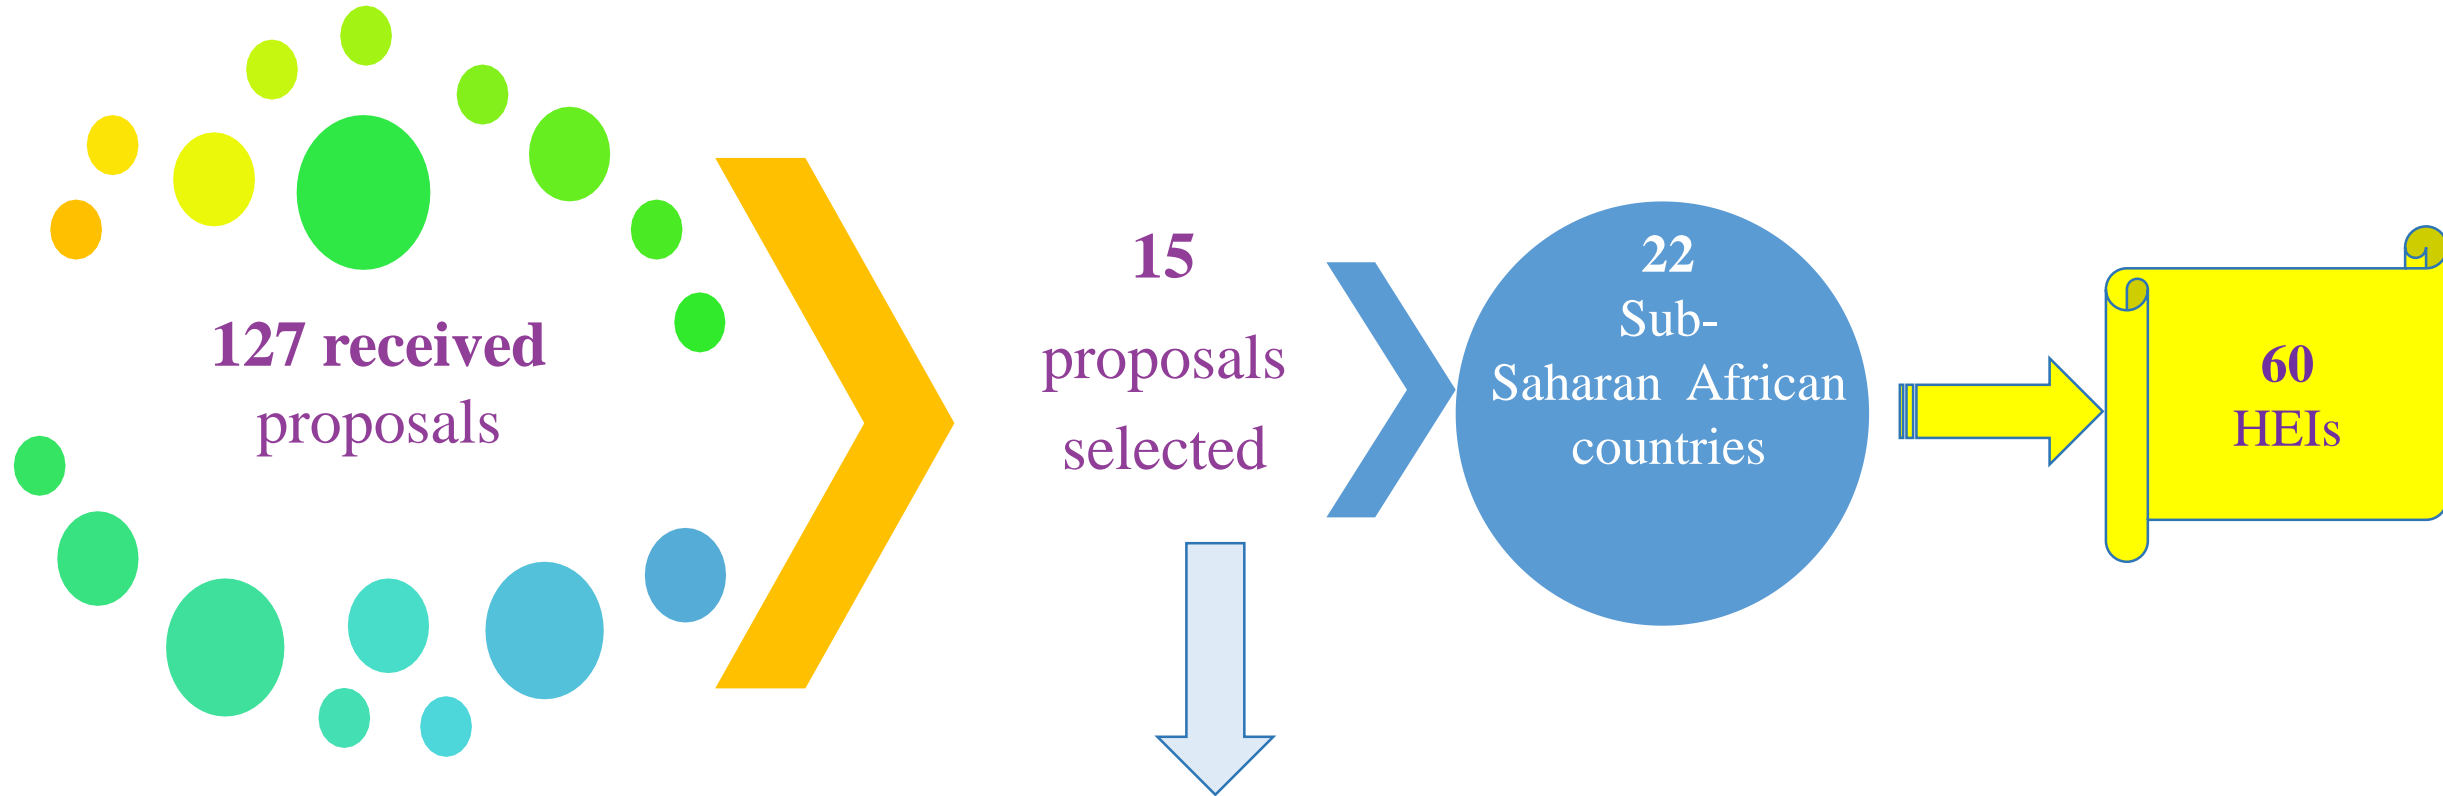 127 received
proposals
15
proposals
selected
22
Sub-
Saharan African
countries
60
HEIs